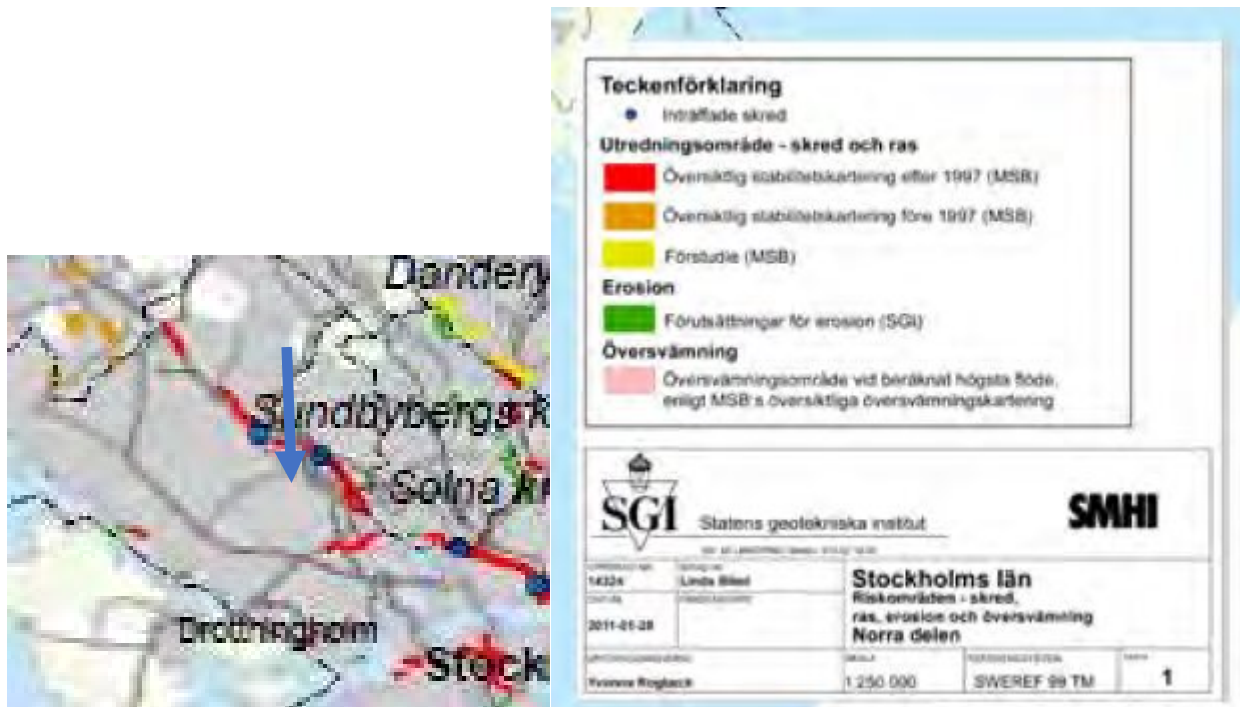 Dandery
Sundbybergs k
Solna k
Drottningholm
Stock
Teckenförklaring
Inträffade skred
Utredningsområde - skred och ras
Översiktlig stabilitetskartering efter 1997 (MSB)
Översiktlig stabilitetskartering före 1997 (MSB)
Förstudie (MSB)
Erosion
Förutsättningar för erosion (SGI)
Översvämning
Översvämningsområde vid beräknat högsta flöde,
enligt MSB:s översiktliga översvämningskartering
SGI Statens geotekniska institut
SMHI
14324
Linda Blied
Stockholms län
Riskområden - skred,
ras, erosion och översvämning
Norra delen
2011-01-28
Yvonne Rogbeck
1:250 000
SWEREF 99 TM
1